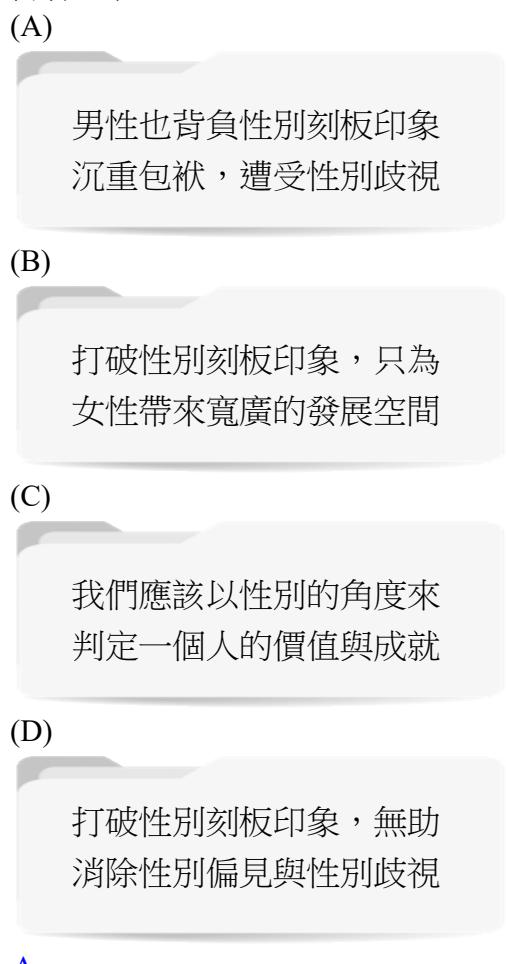 (A)
男性也背負性別刻板印象
沉重包袱，遭受性別歧視
(B)
打破性別刻板印象，只為
女性帶來寬廣的發展空間
(C)
我們應該以性別的角度來
判定一個人的價值與成就
(D)
打破性別刻板印象，無助
消除性別偏見與性別歧視